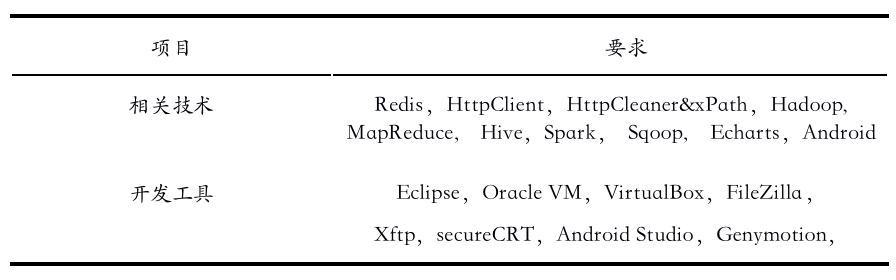 项目 要求
相关技术 Redis，HttpClient，HttpCleaner&xPath，Hadoop,
MapReduce, Hive，Spark， Sqoop, Echarts，Android
开发工具 Eclipse，Oracle VM，VirtualBox，FileZilla，
Xftp，secureCRT，Android Studio，Genymotion，